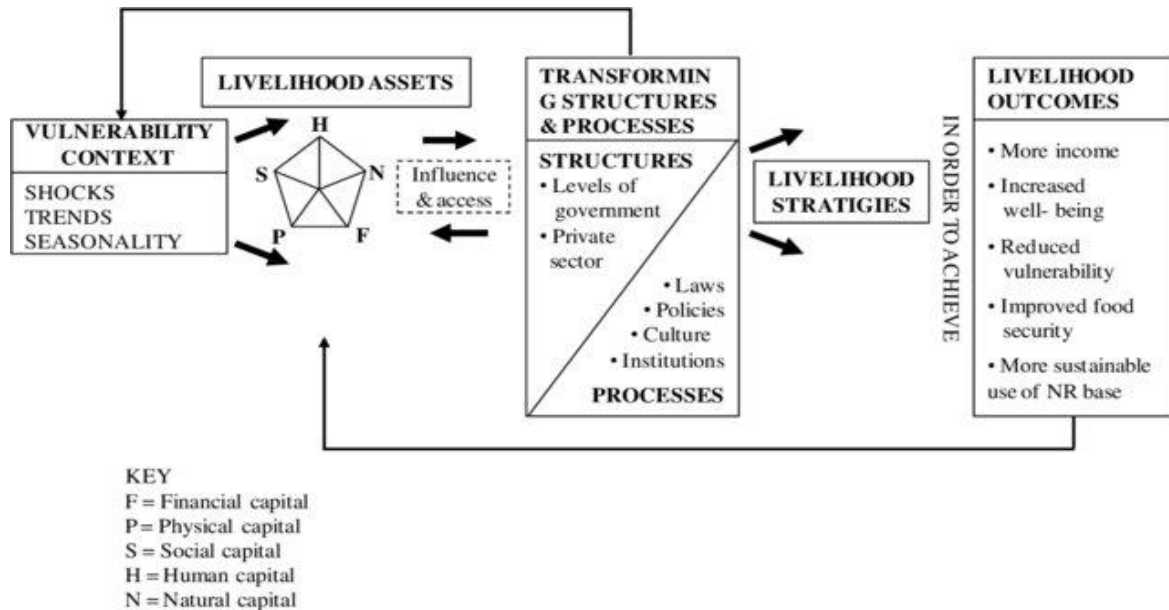 LIVELIHOOD ASSETS
VULNERABILITY
CONTEXT
SHOCKS
TRENDS
SEASONALITY
H
S
N
P
F
Influence
& access
TRANSFORMIN
G STRUCTURES
& PROCESSES
STRUCTURES
• Levels of
government
• Private
sector
• Laws
• Policies
• Culture
• Institutions
PROCESSES
LIVELIHOOD
STRATIGIES
IN ORDER TO ACHIEVE
LIVELIHOOD
OUTCOMES
• More income
• Increased
well- being
• Reduced
vulnerability
• Improved food
security
• More sustainable
use of NR base
KEY
F = Financial capital
P = Physical capital
S = Social capital
H = Human capital
N = Natural capital